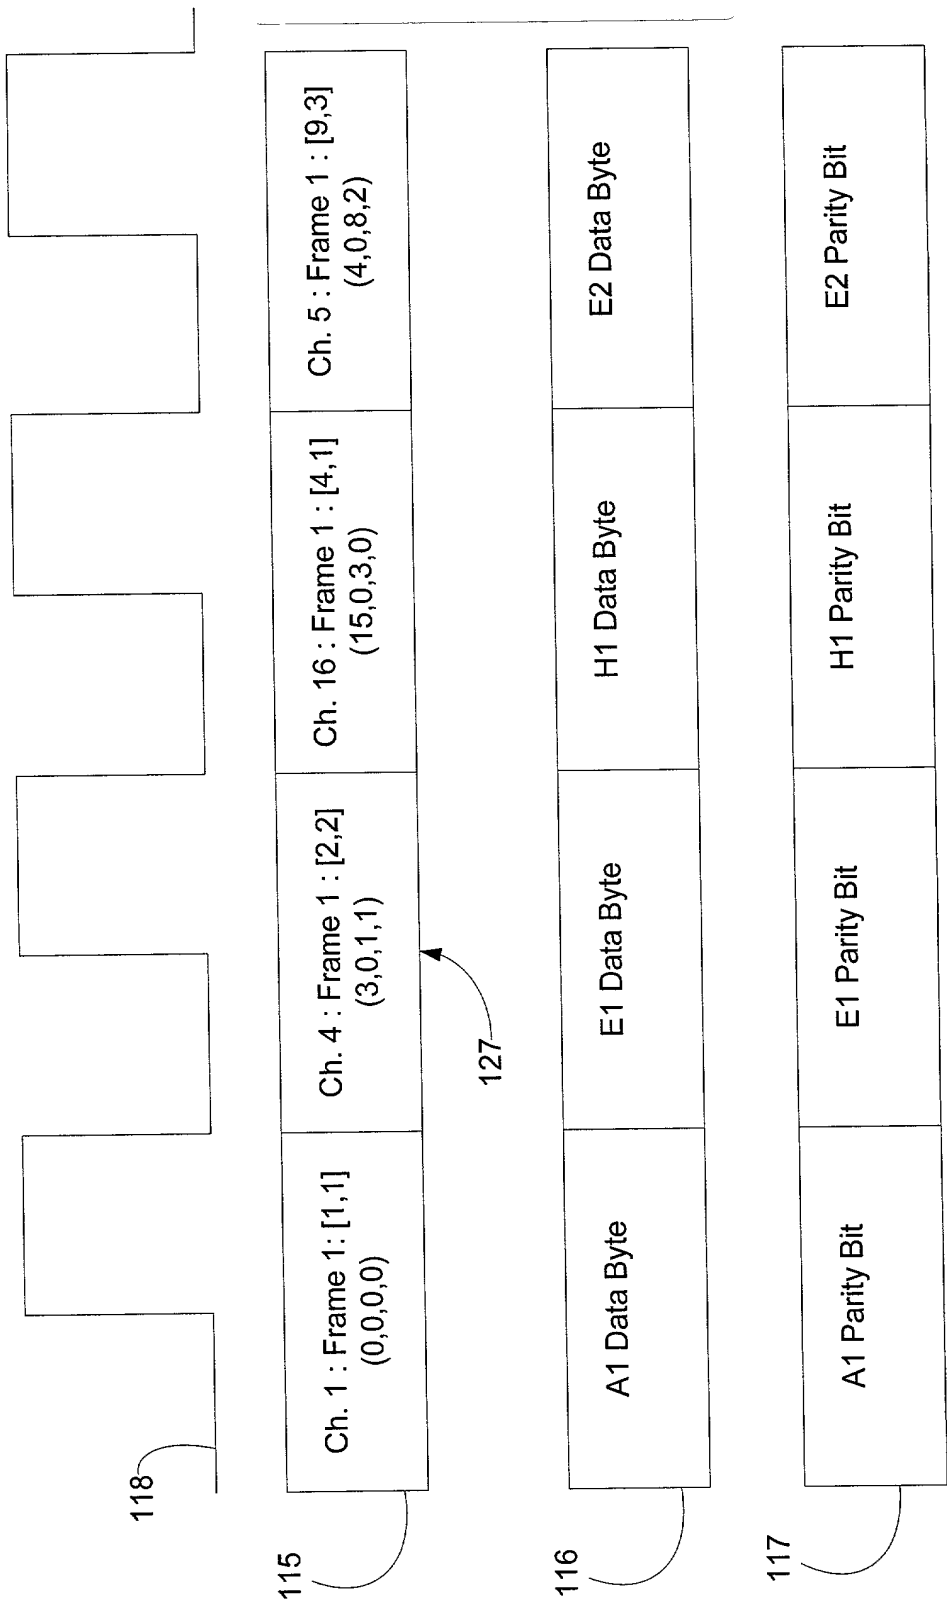 118
115
Ch. 1 : Frame 1: [1,1]
(0,0,0,0)
Ch. 4 : Frame 1 : [2,2]
(3,0,1,1)
Ch. 16 : Frame 1 : [4,1]
(15,0,3,0)
Ch. 5 : Frame 1 : [9,3]
(4,0,8,2)
127
116
A1 Data Byte
E1 Data Byte
H1 Data Byte
E2 Data Byte
117
A1 Parity Bit
E1 Parity Bit
H1 Parity Bit
E2 Parity Bit